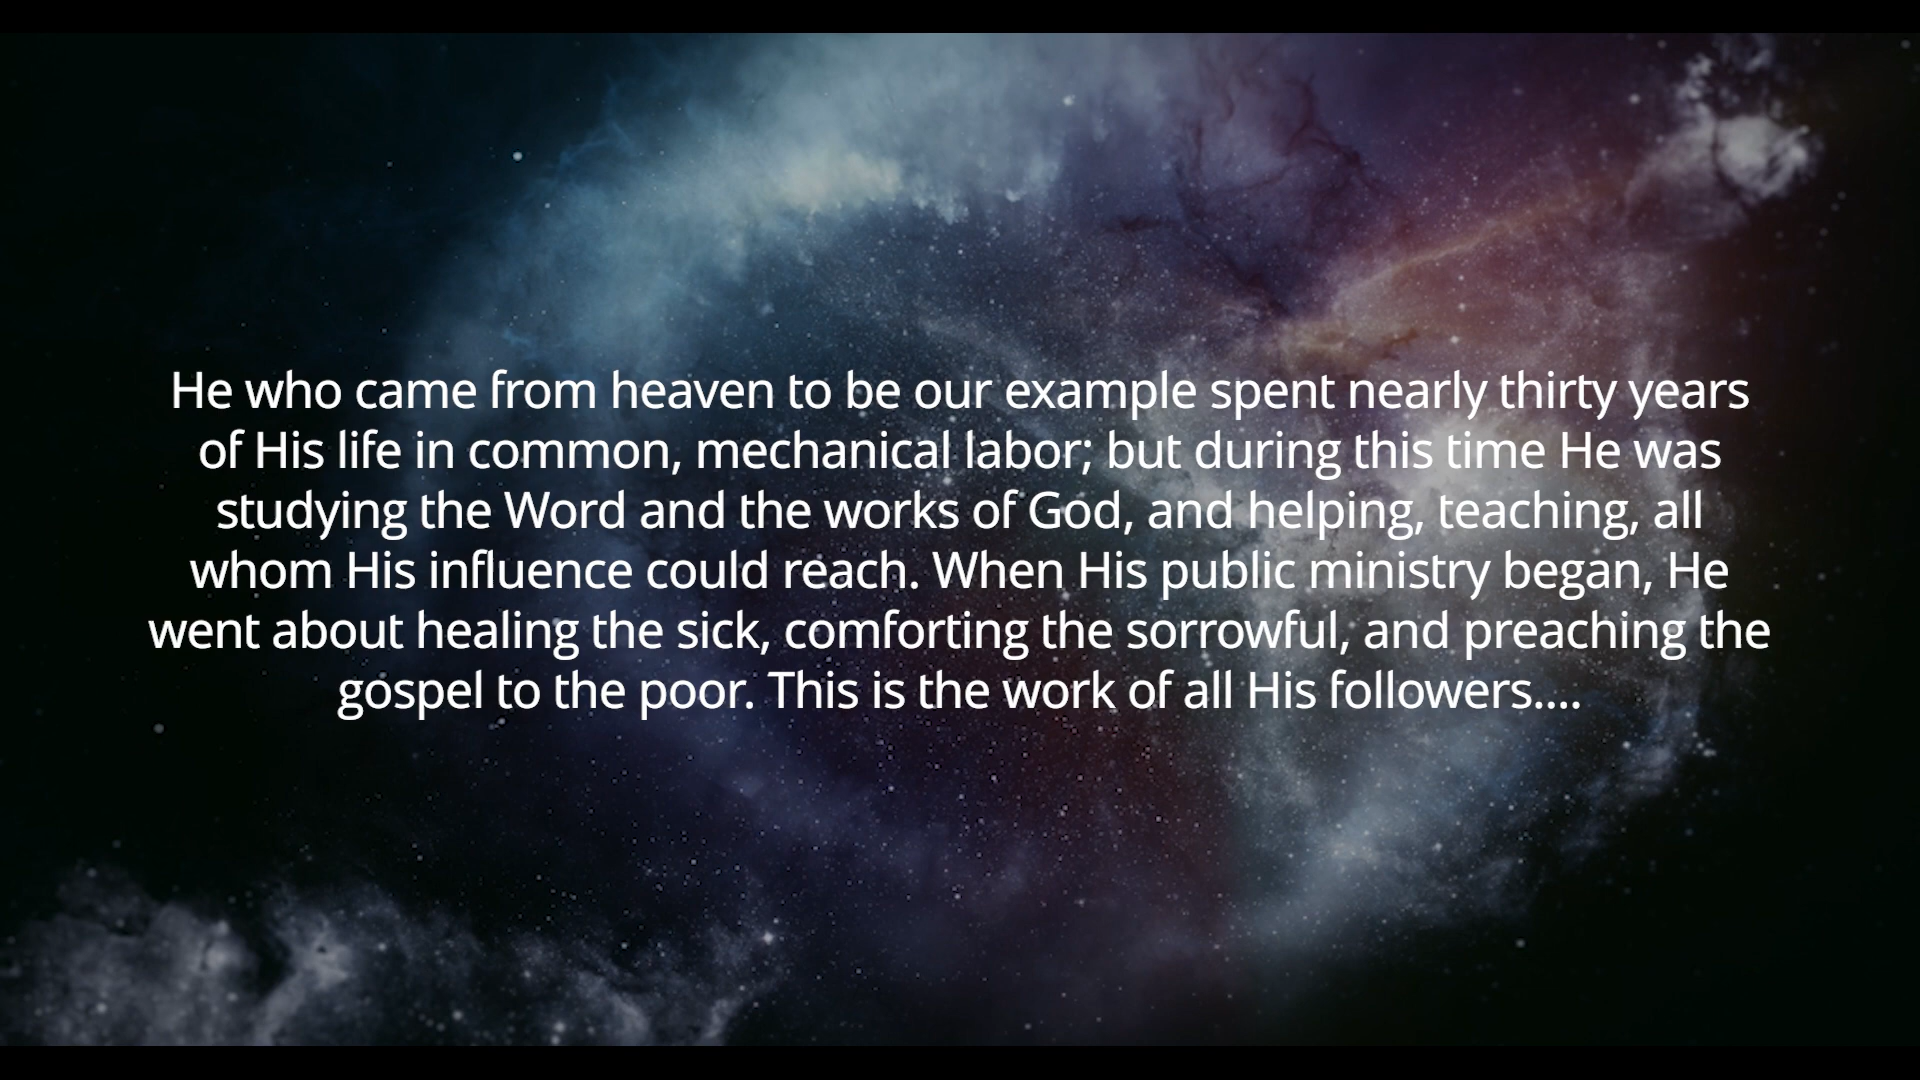 He who came from heaven to be our example spent nearly thirty years
of His life in common, mechanical labor; but during this time He was
studying the Word and the works of God, and helping, teaching, all
whom His influence could reach. When His public ministry began, He
went about healing the sick, comforting the sorrowful, and preaching the
gospel to the poor. This is the work of all His followers....